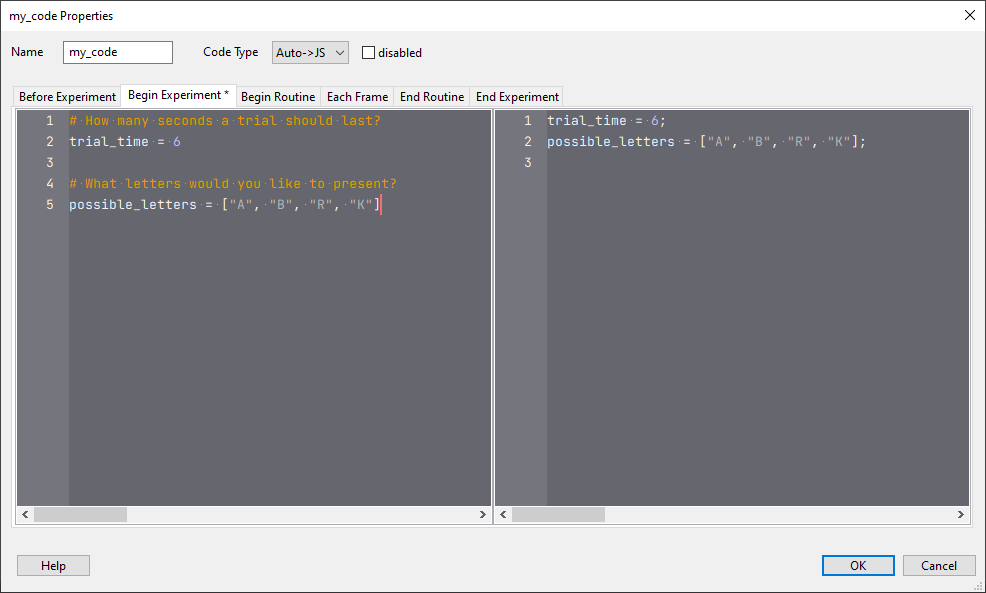 my_code Properties
Name my_code Code Type Auto->JS disabled
Before Experiment Begin Experiment * Begin Routine Each Frame End Routine End Experiment
1 # How many seconds a trial should last?
2 trial_time = 6
3
4 # What letters would you like to present?
5 possible_letters = ["A", "B", "R", "K"]
1 trial_time = 6;
2 possible_letters = ["A", "B", "R", "K"];
3
Help OK Cancel